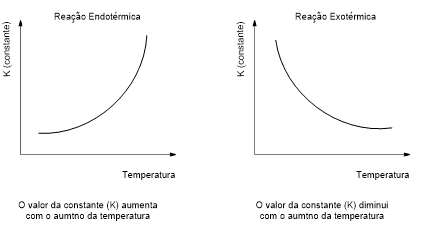 Reação Endotérmica
K (constante)
Temperatura
O valor da constante (K) aumenta
com o aumtno da temperatura
Reação Exotérmica
K (constante)
Temperatura
O valor da constante (K) diminui
com o aumtno da temperatura